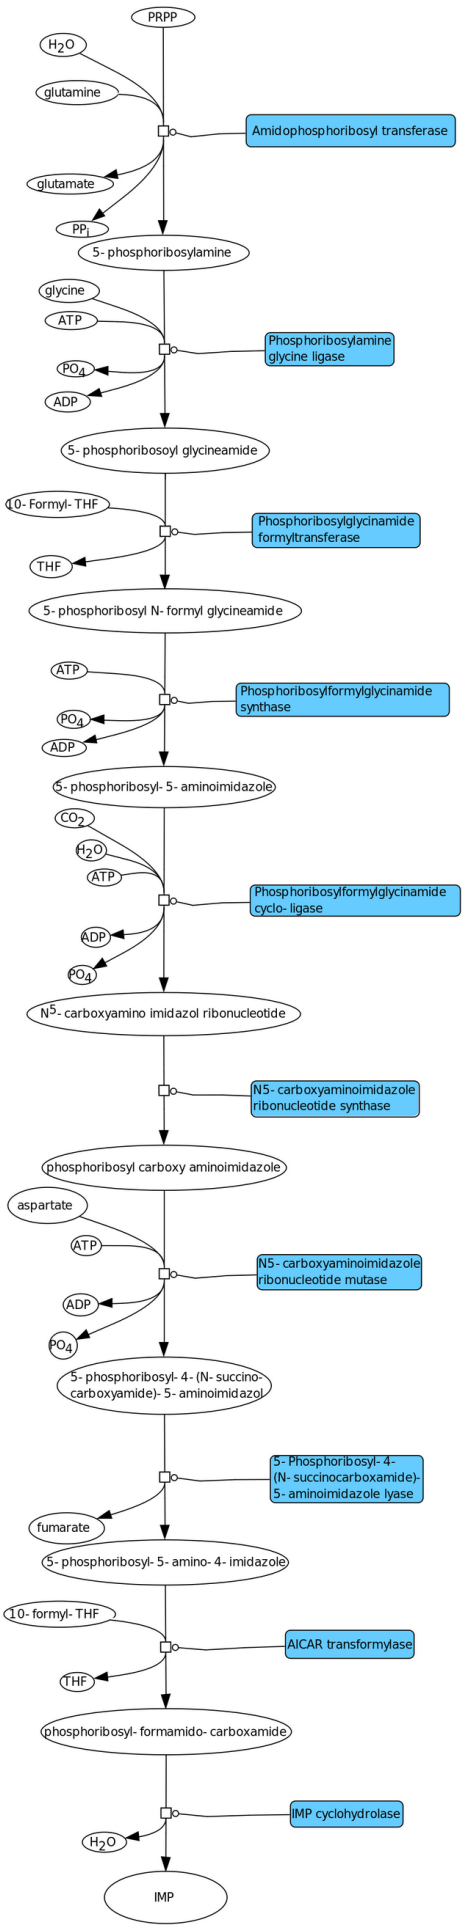 PRPP
H2O
glutamine
Amidophosphoribosyl transferase
glutamate
PPi
5- phosphoribosylamine
glycine
ATP
Phosphoribosylamine
glycine ligase
PO4
ADP
5- phosphoribosoyl glycineamide
10- Formyl- THF
Phosphoribosylglycinamide
formyltransferase
THF
5- phosphoribosyl N- formyl glycineamide
ATP
Phosphoribosylformylglycinamide
synthase
PO4
ADP
5- phosphoribosyl- 5- aminoimidazole
CO2
H2O
ATP
Phosphoribosylformylglycinamide
cyclo- ligase
ADP
PO4
N5- carboxyamino imidazol ribonucleotide
N5- carboxyaminoimidazole
ribonucleotide synthase
phosphoribosyl carboxy aminoimidazole
aspartate
ATP
N5- carboxyaminoimidazole
ribonucleotide mutase
ADP
PO4
5- phosphoribosyl- 4- (N- succino-
carboxyamide)- 5- aminoimidazol
5- Phosphoribosyl- 4-
(N- succinocarboxamide)-
5- aminoimidazole lyase
fumarate
5- phosphoribosyl- 5- amino- 4- imidazole
10- formyl- THF
AICAR transformylase
THF
phosphoribosyl- formamido- carboxamide
IMP cyclohydrolase
H2O
IMP